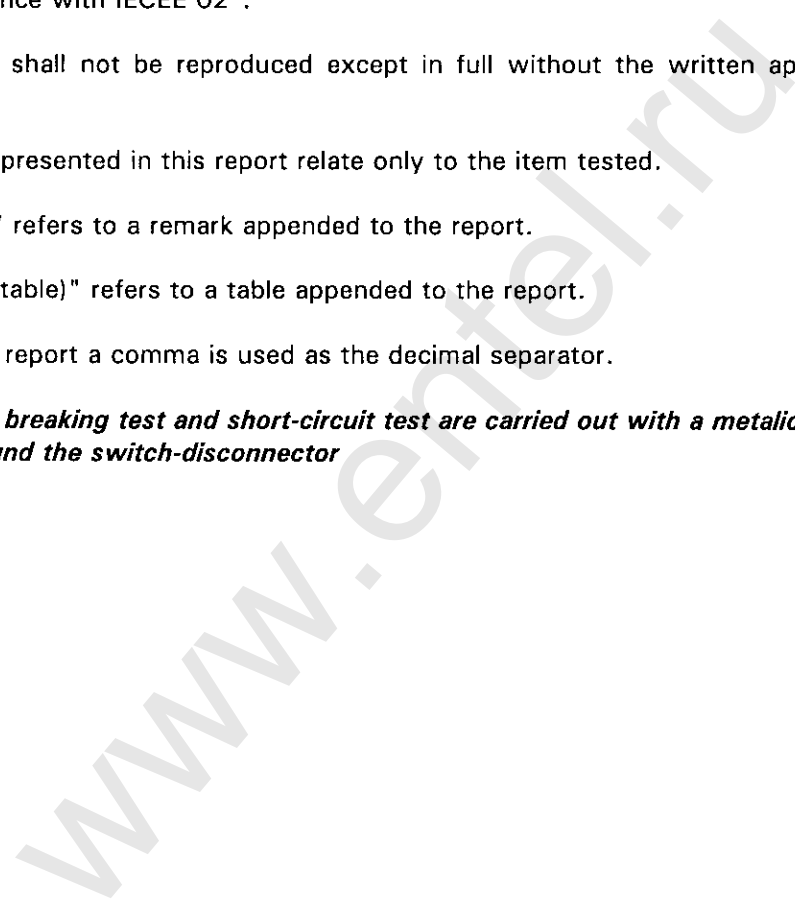 with IECEE 02".
shall not be reproduced except in full without the written
presented in this report relate only to the item tested.
" refers to a remark appended to the report.
table)" refers to a table appended to the report.
report a comma is used as the decimal separator.
breaking test and short-circuit test are carried out with a metalic
the switch-disconnector
www.entel.ru